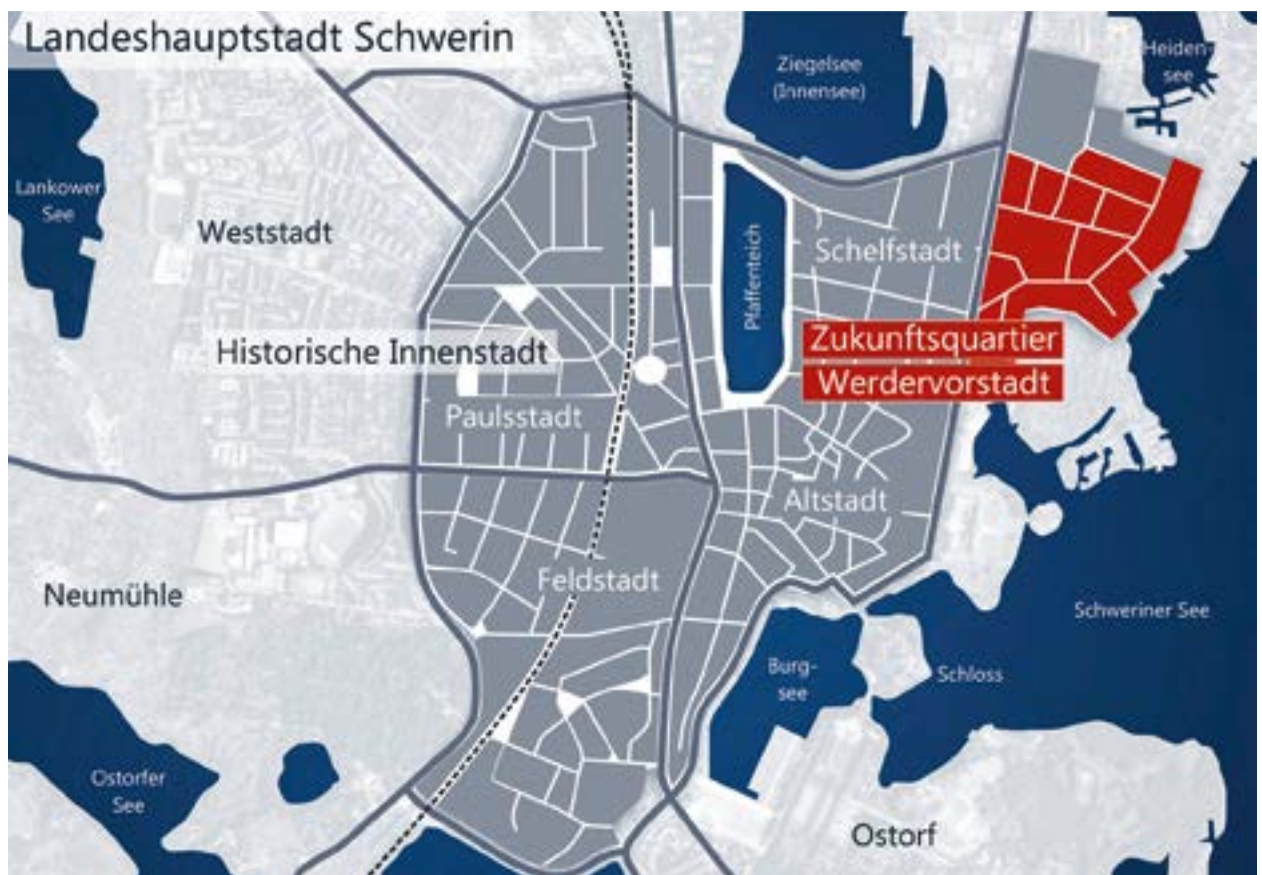 Landeshauptstadt Schwerin
Ziegelsee
(Innensee)
Heiden-
see
Lankower
See
Weststadt
Pfaffenteich
Schelfstadt
Historische Innenstadt
Zukunftsquartier
Werdervorstadt
Paulsstadt
Altstadt
Feldstadt
Neumühle
Schweriner See
Burg-
see
Schloss
Ostorfer
See
Ostorf